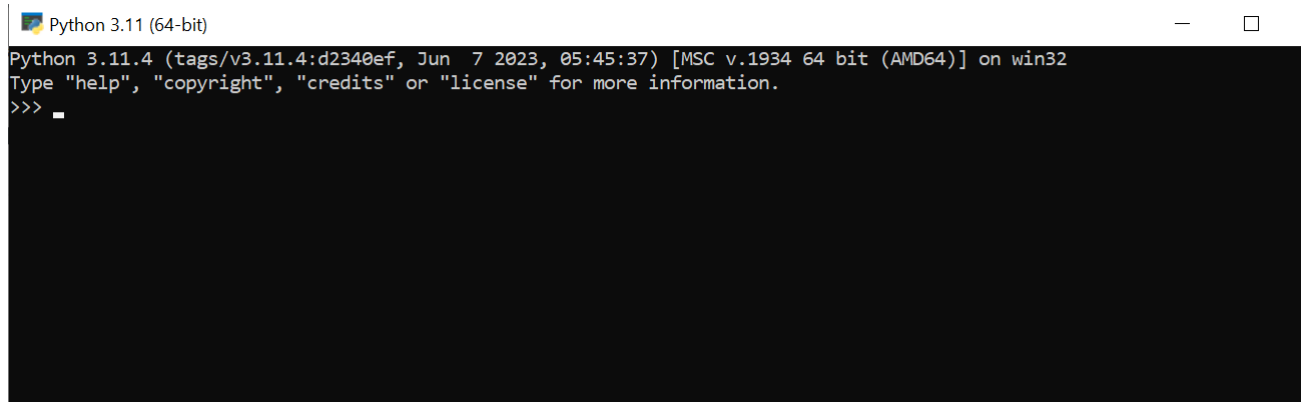 Python 3.11 (64-bit)
Python 3.11.4 (tags/v3.11.4:d2340ef, Jun  7 2023, 05:45:37) [MSC v.1934 64 bit (AMD64)] on win32
Type "help", "copyright", "credits" or "license" for more information.
>>>